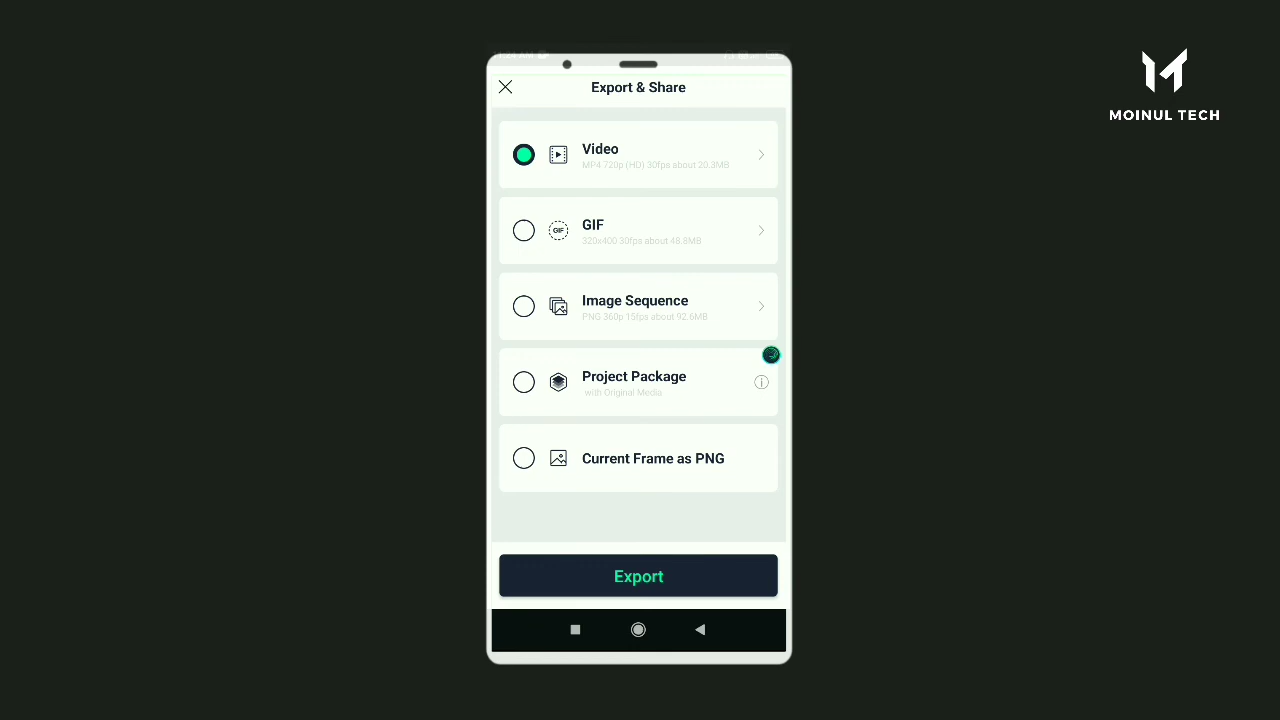 Export & Share
MOINUL TECH
Video
MP4 720p (HD) 30fps about 20.3MB
GIF
GIF
320x400 30fps about 48.8MB
Image Sequence
PNG 360p 15fps about 92.6MB
Project Package
with Original Media
Current Frame as PNG
Export